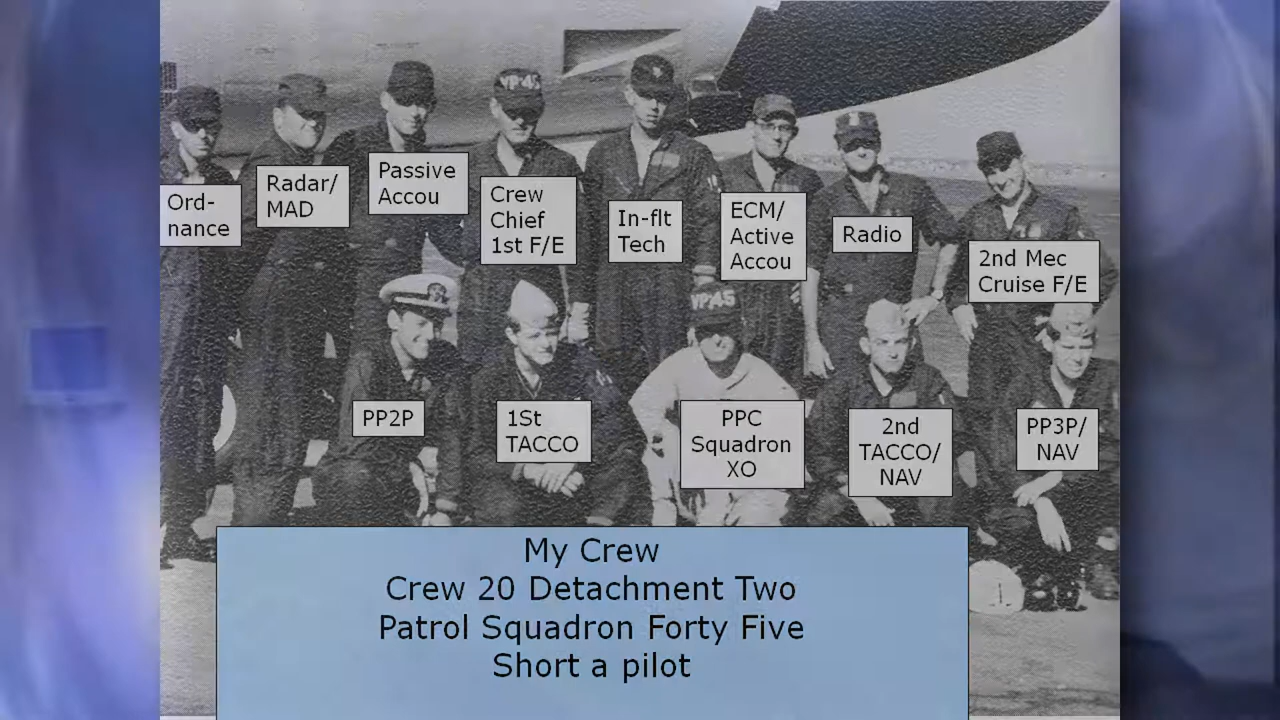 VP45
Ord-
nance
Radar/
MAD
Passive
Accou
Crew
Chief
1st F/E
In-flt
Tech
ECM/
Active
Accou
Radio
2nd Mec
Cruise F/E
VP45
PP2P
1St
TACCO
PPC
Squadron
XO
2nd
TACCO/
NAV
PP3P/
NAV
My Crew
Crew 20 Detachment Two
Patrol Squadron Forty Five
Short a pilot